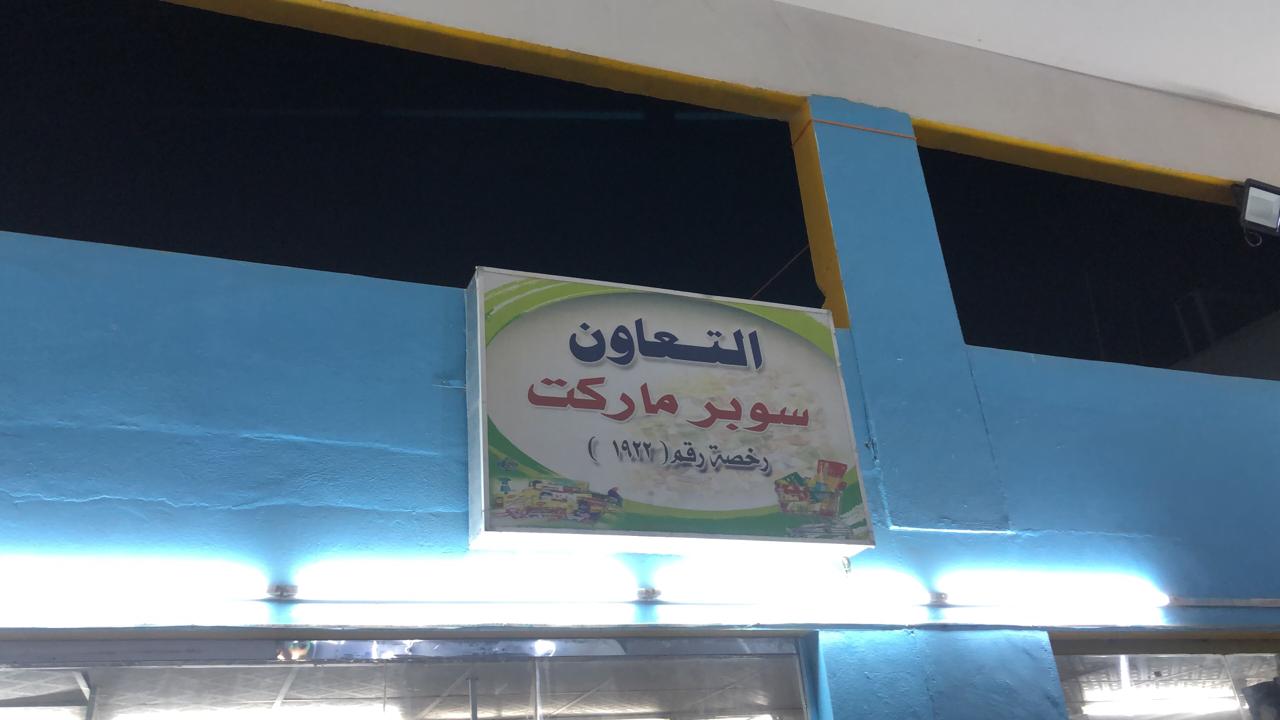 التعاون
سوبر ماركت
رخصة رقم ( ١٩٢٢ )